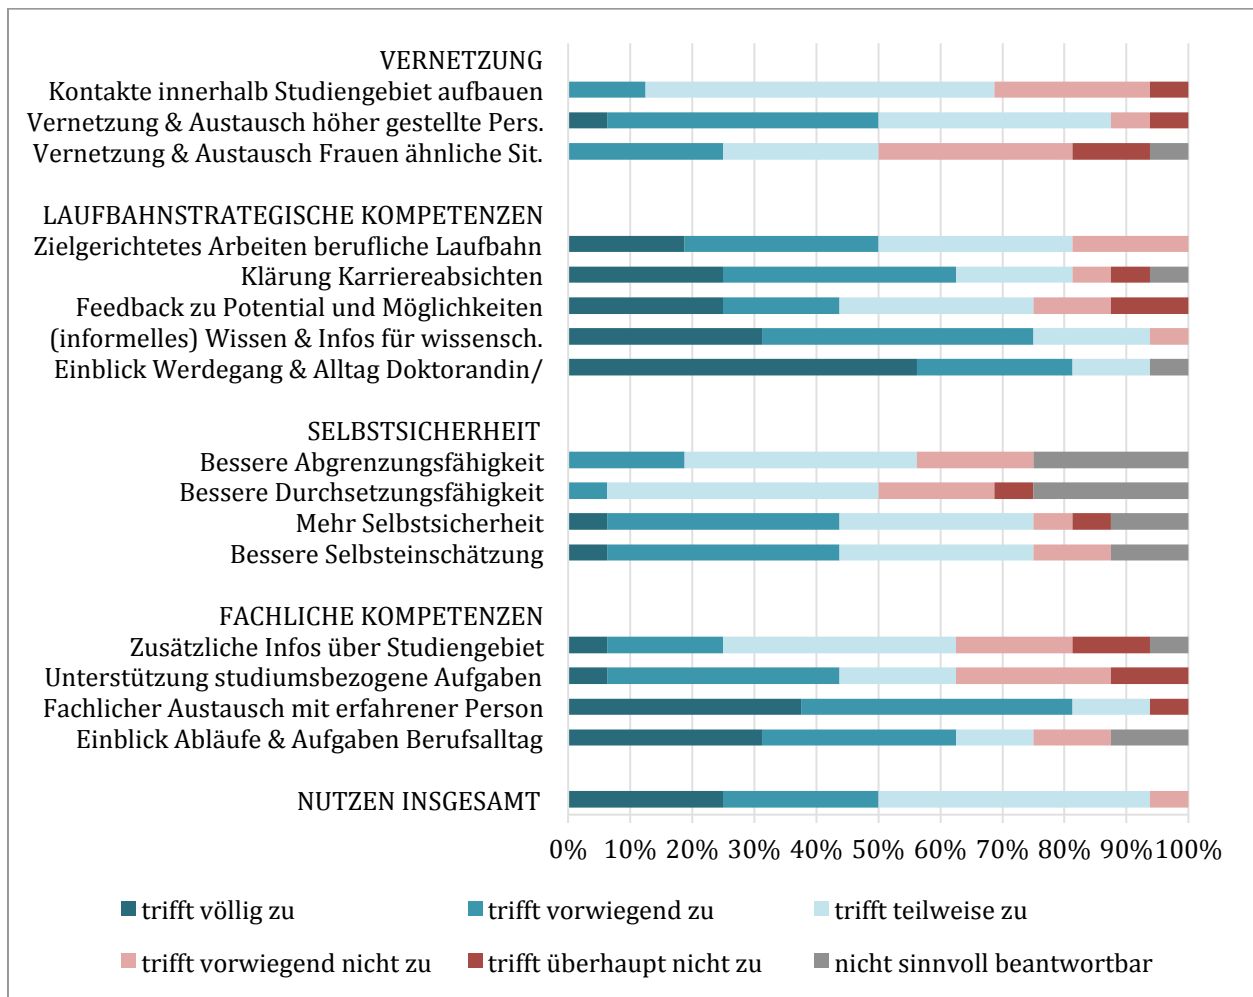 VERNETZUNG
Kontakte innerhalb Studiengebiet aufbauen
Vernetzung & Austausch höher gestellte Pers.
Vernetzung & Austausch Frauen ähnliche Sit.
LAUFBAHNSTRATEGISCHE KOMPETENZEN
Zielgerichtetes Arbeiten berufliche Laufbahn
Klärung Karriereabsichten
Feedback zu Potential und Möglichkeiten
(informelles) Wissen & Infos für wissensch.
Einblick Werdegang & Alltag Doktorandin/
SELBSTSICHERHEIT
Bessere Abgrenzungsfähigkeit
Bessere Durchsetzungsfähigkeit
Mehr Selbstsicherheit
Bessere Selbsteinschätzung
FACHLICHE KOMPETENZEN
Zusätzliche Infos über Studiengebiet
Unterstützung studiumsbezogene Aufgaben
Fachlicher Austausch mit erfahrener Person
Einblick Abläufe & Aufgaben Berufsalltag
NUTZEN INSGESAMT
0% 10% 20% 30% 40% 50% 60% 70% 80% 90% 100%
trifft völlig zu trifft vorwiegend zu trifft teilweise zu
trifft vorwiegend nicht zu trifft überhaupt nicht zu nicht sinnvoll beantwortbar